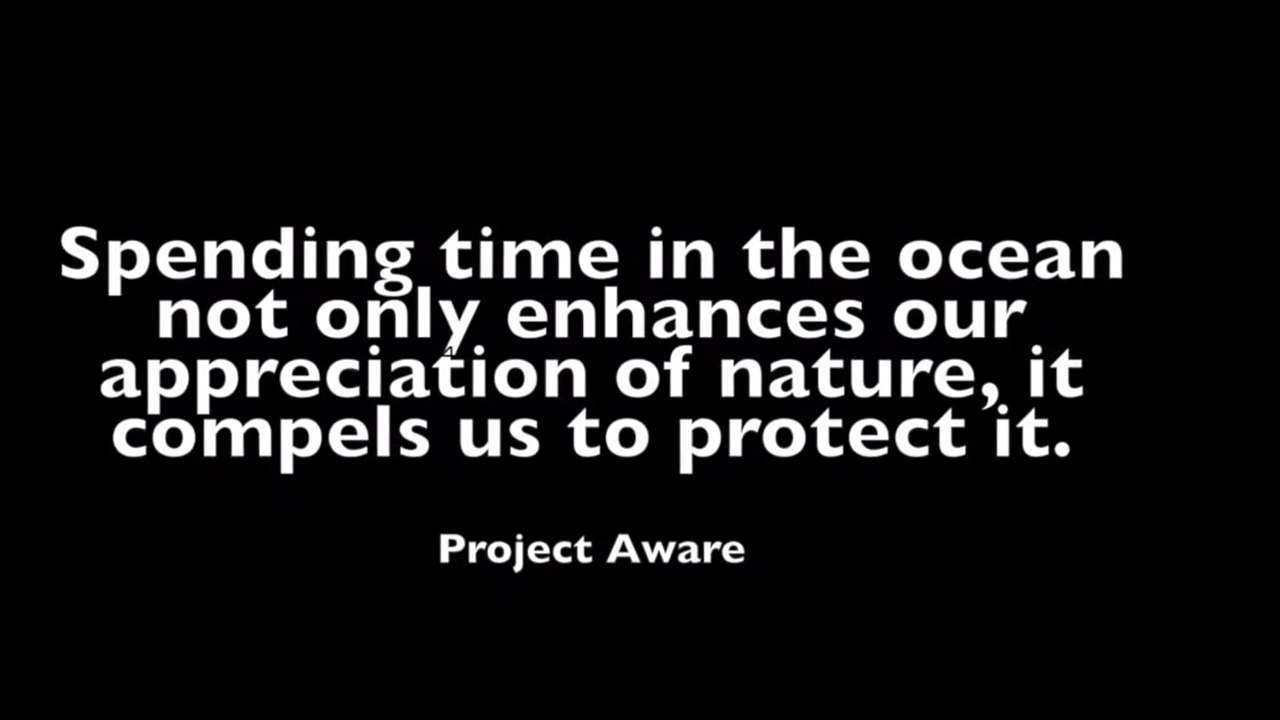 Spending time in the ocean
not only enhances our
appreciation of nature, it
compels us to protect it.
Project Aware